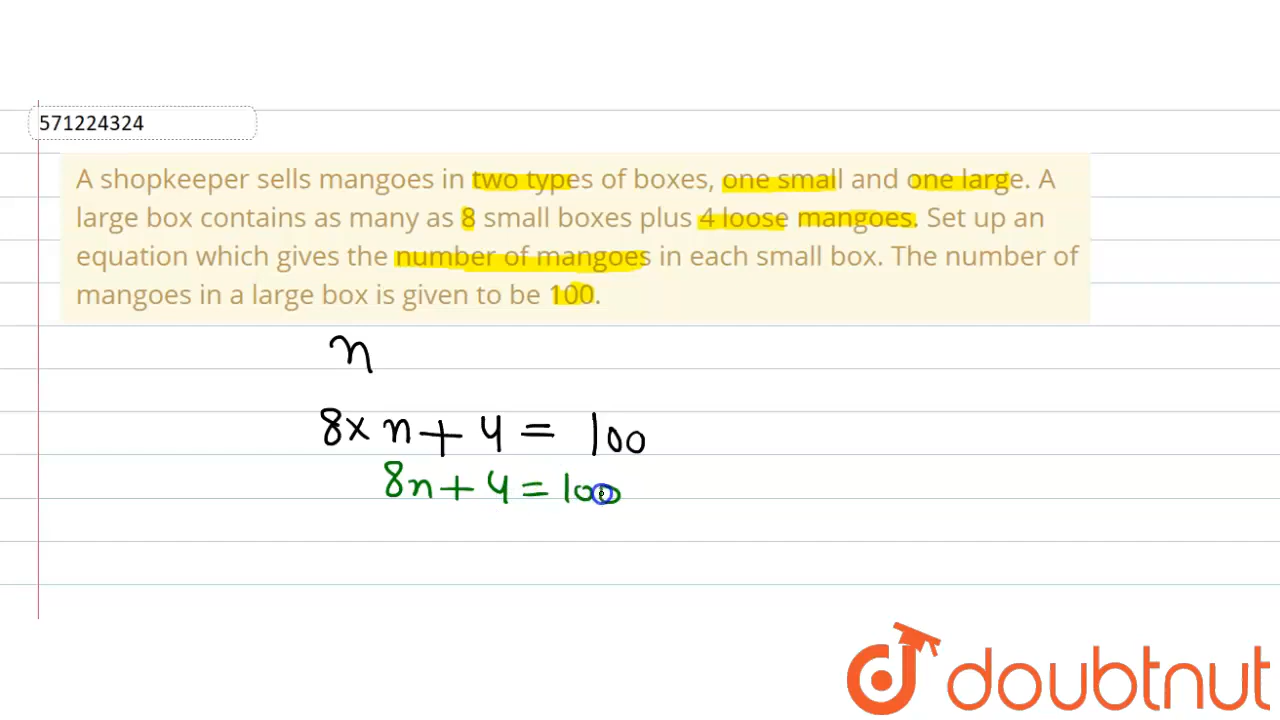 571224324
A shopkeeper sells mangoes in two types of boxes, one small and one large. A
large box contains as many as 8 small boxes plus 4 loose mangoes. Set up an
equation which gives the number of mangoes in each small box. The number of
mangoes in a large box is given to be 100.
n
8× n + 4 = 100
8n + 4 = 100
doubtnut